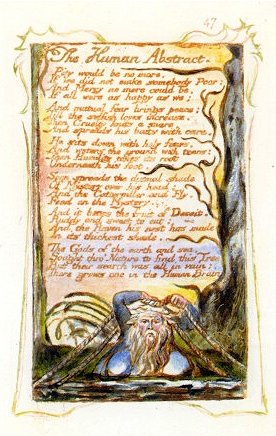 47
The Human Abstract.
Pity would be no more,
If we did not make somebody Poor:
And Mercy no more could be,
If all were as happy as we;
And mutual fear brings peace;
Till the selfish loves increase.
Then Cruelty knits a snare,
And spreads his baits with care.
He sits down with holy fears,
And waters the ground with tears:
Then Humility takes its root
Underneath his foot.
Soon spreads the dismal shade
Of Mystery over his head;
And the Catterpiller and Fly,
Feed on the Mystery.
And it bears the fruit of Deceit,
Ruddy and sweet to eat;
And the Raven his nest has made
In its thickest shade.
The Gods of the earth and sea,
Sought thro' Nature to find this Tree
But their search was all in vain:
There grows one in the Human Brain